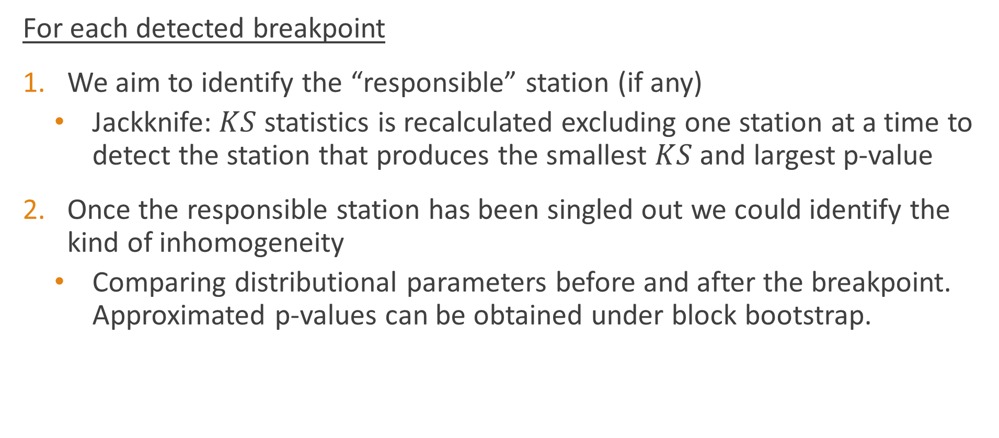 For each detected breakpoint
1. We aim to identify the “responsible” station (if any)
• Jackknife: KS statistics is recalculated excluding one station at a time to
detect the station that produces the smallest KS and largest p-value
2. Once the responsible station has been singled out we could identify the
kind of inhomogeneity
• Comparing distributional parameters before and after the breakpoint.
Approximated p-values can be obtained under block bootstrap.